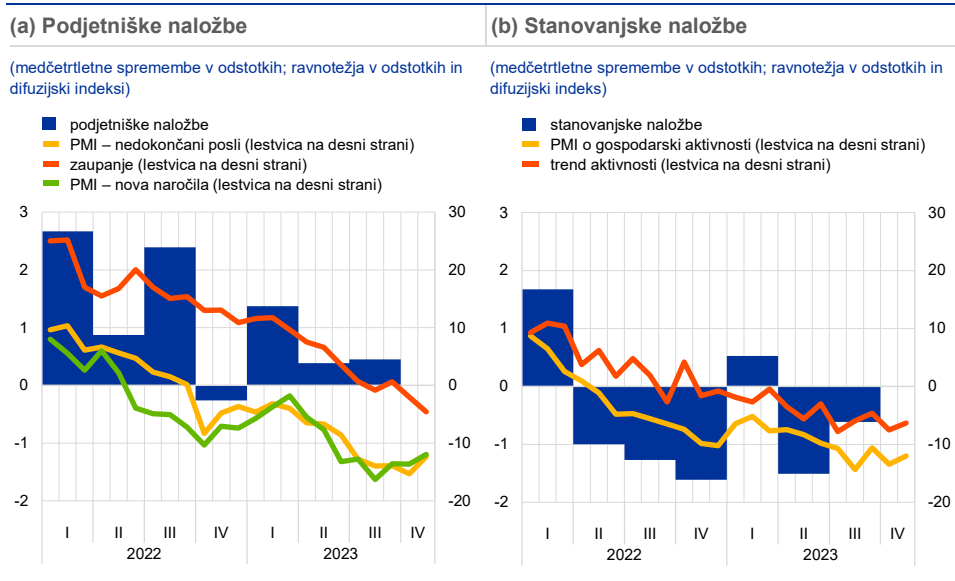 (a) Podjetniške naložbe
(medčetrtletne spremembe v odstotkih; ravnotežja v odstotkih in
difuzijski indeksi)
podjetniške naložbe
PMI – nedokončani posli (lestvica na desni strani)
zaupanje (lestvica na desni strani)
PMI – nova naročila (lestvica na desni strani)
3 30
2 20
1 10
0 0
-1 -10
-2 -20
I II III IV I II III IV
2022 2023
(b) Stanovanjske naložbe
(medčetrtletne spremembe v odstotkih; ravnotežja v odstotkih in
difuzijski indeks)
stanovanjske naložbe
PMI o gospodarski aktivnosti (lestvica na desni strani)
trend aktivnosti (lestvica na desni strani)
3 30
2 20
1 10
0 0
-1 -10
-2 -20
I II III IV I II III IV
2022 2023